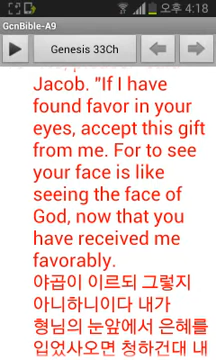 오후 4:18
GcnBible-A9
Genesis 33Ch
Jacob. "If I have
found favor in your
eyes, accept this gift
from me. For to see
your face is like
seeing the face of
God, now that you
have received me
favorably.
야곱이 이르되 그렇지
아니하니이다 내가
형님의 눈앞에서 은혜를
입었사오면 청하건대 내